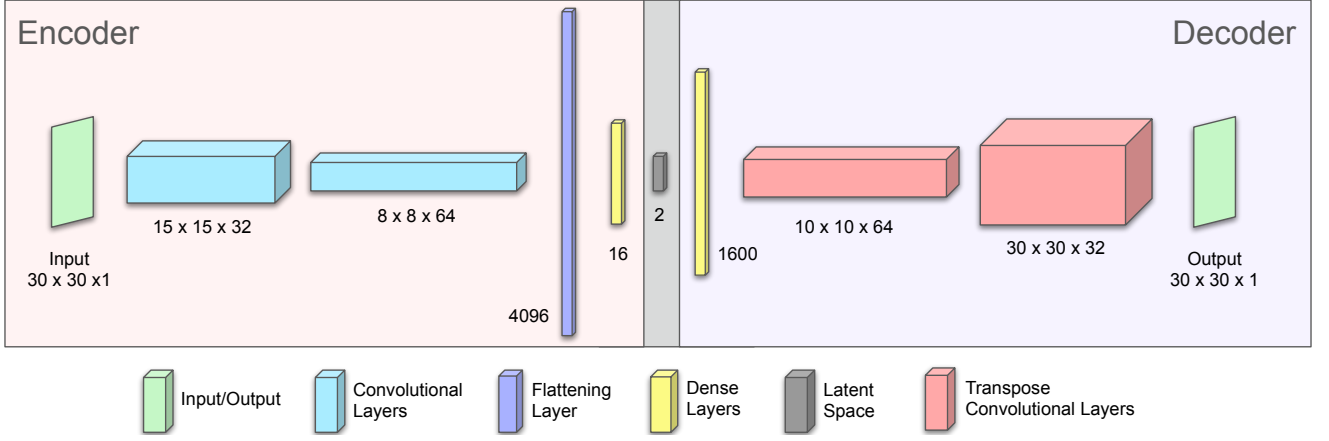 Encoder
Decoder
15 x 15 x 32
8 x 8 x 64
2
10 x 10 x 64
30 x 30 x 32
Input
30 x 30 x1
16
1600
Output
30 x 30 x 1
4096
Input/Output
Convolutional
Layers
Flattening
Layer
Dense
Layers
Latent
Space
Transpose
Convolutional Layers